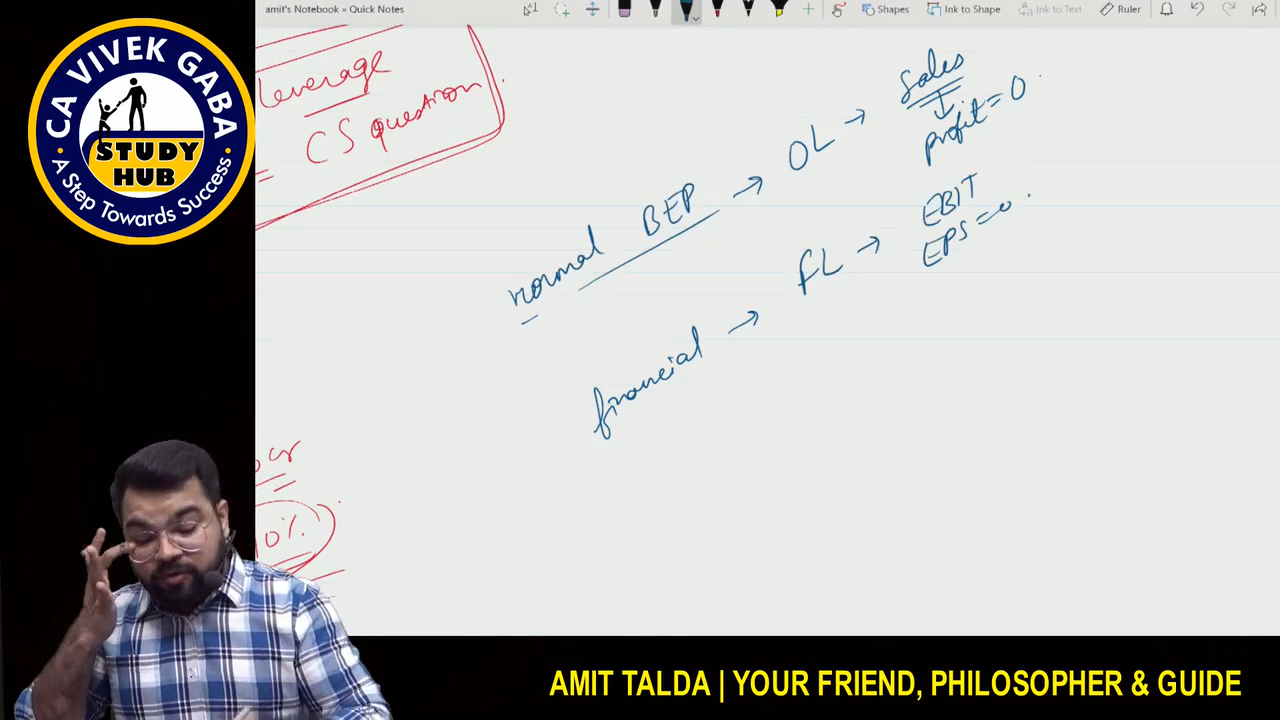 amit's Notebook » Quick Notes
Shapes
Ink to Shape
Ink to Text
Ruler
CA VIVEK GABA
STUDY
HUB
A Step Towards Success
leverage
= CS question
normal BEP → OL → Sales
profit = 0
financial → FL → EBIT
EPS = 0
10%
AMIT TALDA | YOUR FRIEND, PHILOSOPHER & GUIDE